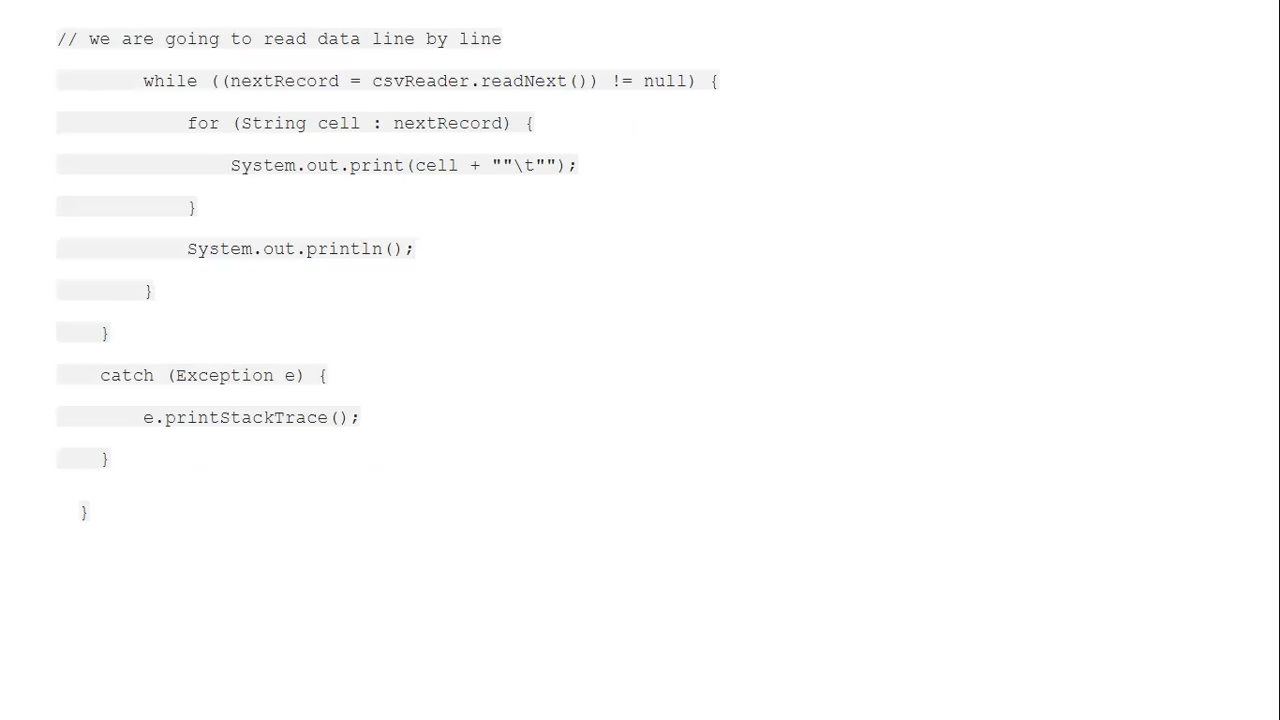 // we are going to read data line by line
while ((nextRecord = csvReader.readNext()) != null) {
for (String cell : nextRecord) {
System.out.print(cell + ""\t"");
}
System.out.println();
}
}
catch (Exception e) {
e.printStackTrace();
}
}